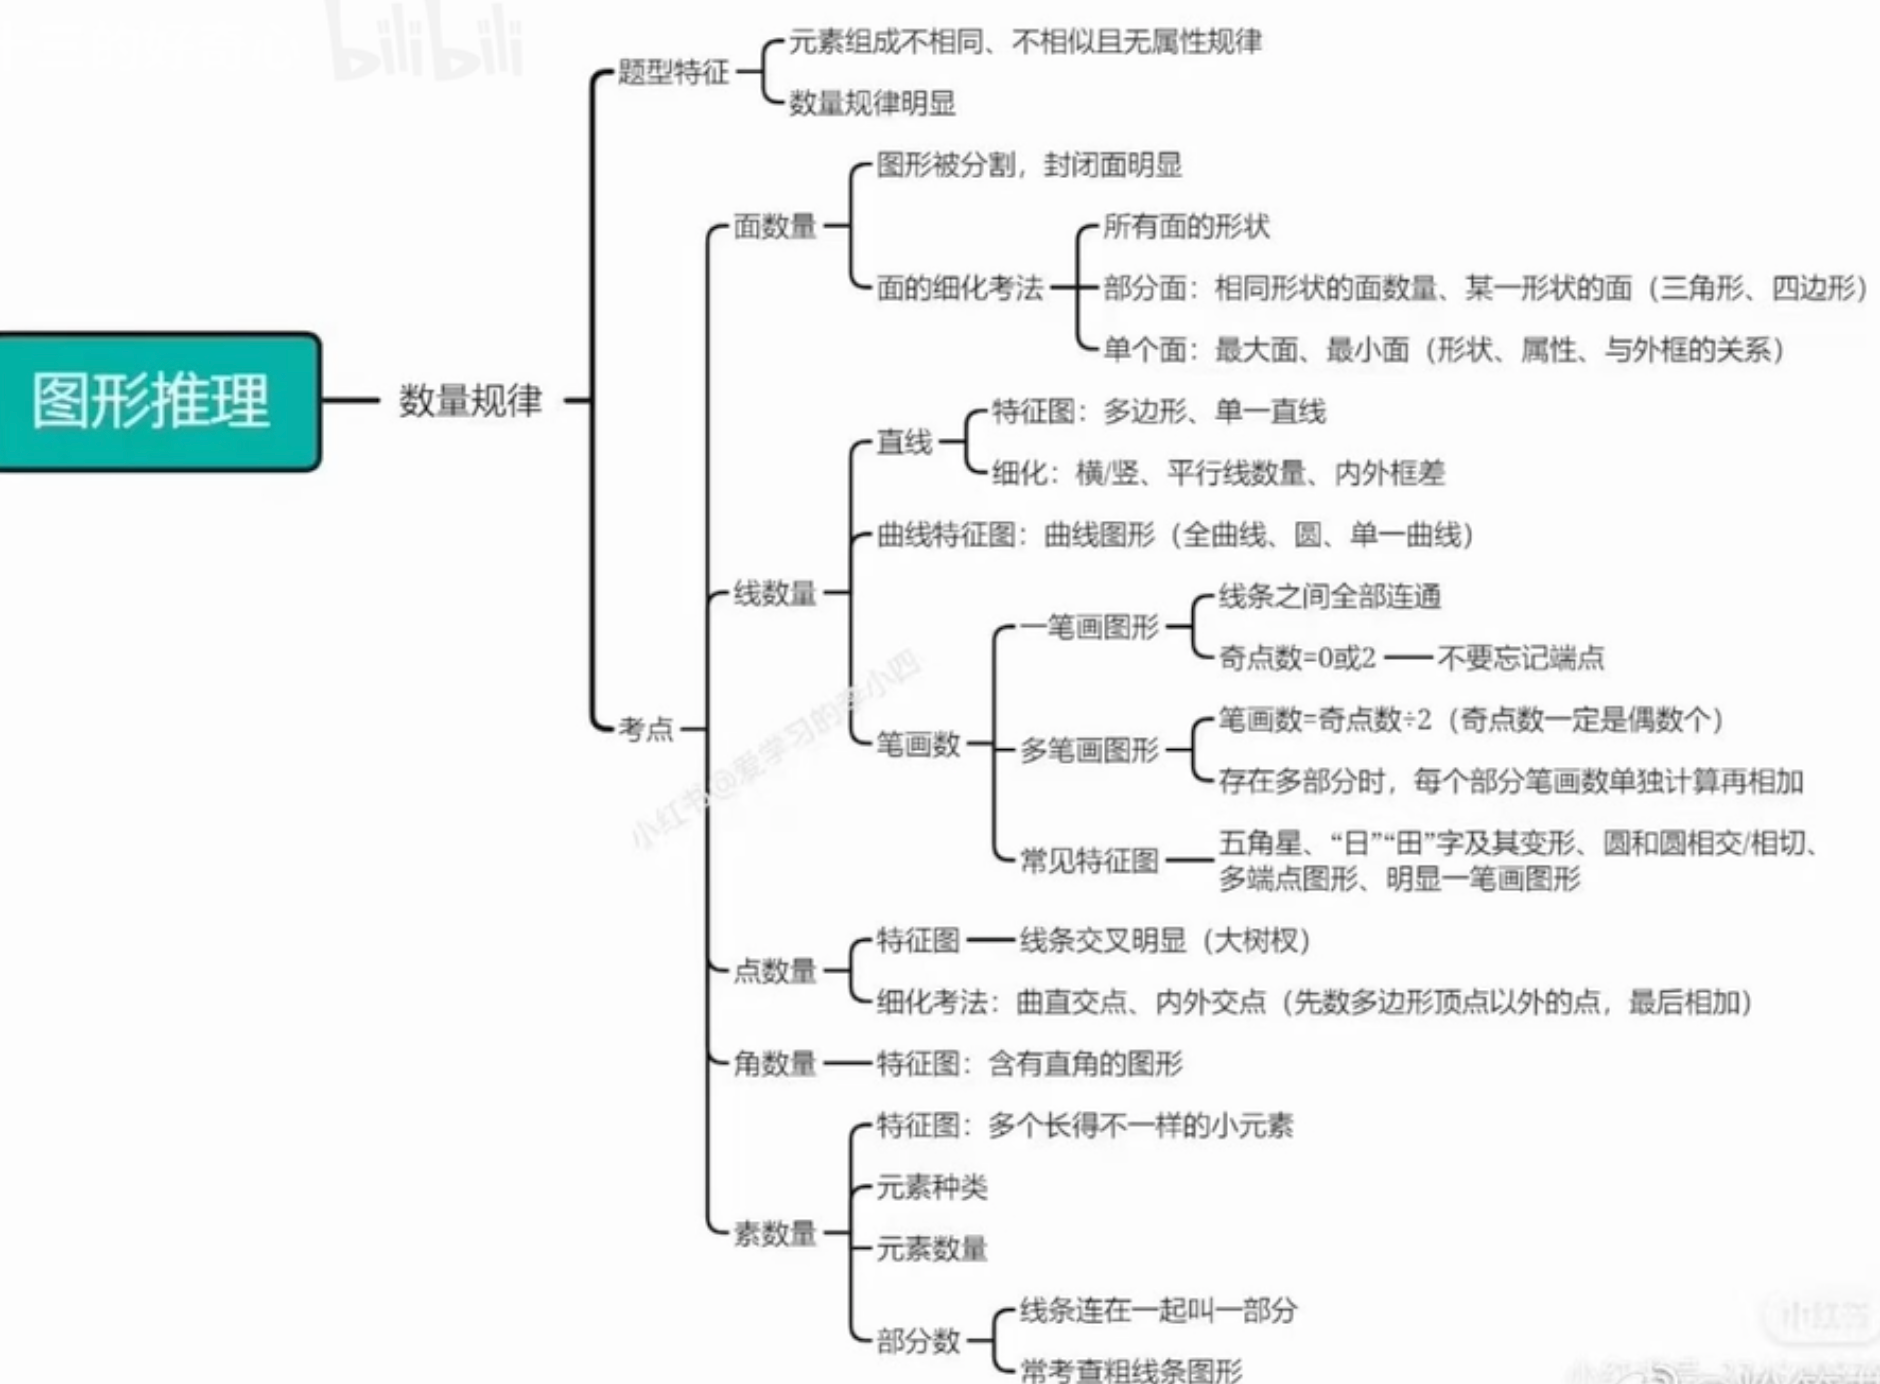 bilibili
题型特征
元素组成不相同、不相似且无属性规律
数量规律明显
图形被分割，封闭面明显
面数量
所有面的形状
面的细化考法
部分面：相同形状的面数量、某一形状的面（三角形、四边形）
单个面：最大面、最小面（形状、属性、与外框的关系）
图形推理
数量规律
特征图：多边形、单一直线
直线
细化：横/竖、平行线数量、内外框差
曲线特征图：曲线图形（全曲线、圆、单一曲线）
线数量
线条之间全部连通
一笔画图形
奇点数=0或2
不要忘记端点
考点
笔画数
笔画数=奇点数÷2（奇点数一定是偶数个）
多笔画图形
存在多部分时，每个部分笔画数单独计算再相加
常见特征图
五角星、“日”“田”字及其变形、圆和圆相交/相切、
多端点图形、明显一笔画图形
小红书@爱学习的李小四
特征图
线条交叉明显（大树杈）
点数量
细化考法：曲直交点、内外交点（先数多边形顶点以外的点，最后相加）
角数量
特征图：含有直角的图形
特征图：多个长得不一样的小元素
元素种类
素数量
元素数量
线条连在一起叫一部分
部分数
常考查粗线条图形
小红书